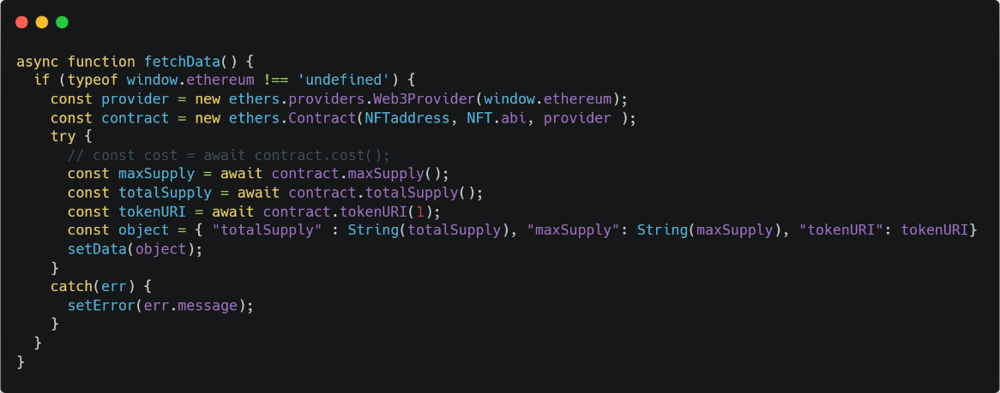 async function fetchData() {
  if (typeof window.ethereum !== 'undefined') {
    const provider = new ethers.providers.Web3Provider(window.ethereum);
    const contract = new ethers.Contract(NFTaddress, NFT.abi, provider );
    try {
      // const cost = await contract.cost();
      const maxSupply = await contract.maxSupply();
      const totalSupply = await contract.totalSupply();
      const tokenURI = await contract.tokenURI(1);
      const object = { "totalSupply" : String(totalSupply), "maxSupply": String(maxSupply), "tokenURI": tokenURI}
      setData(object);
    }
    catch(err) {
      setError(err.message);
    }
  }
}